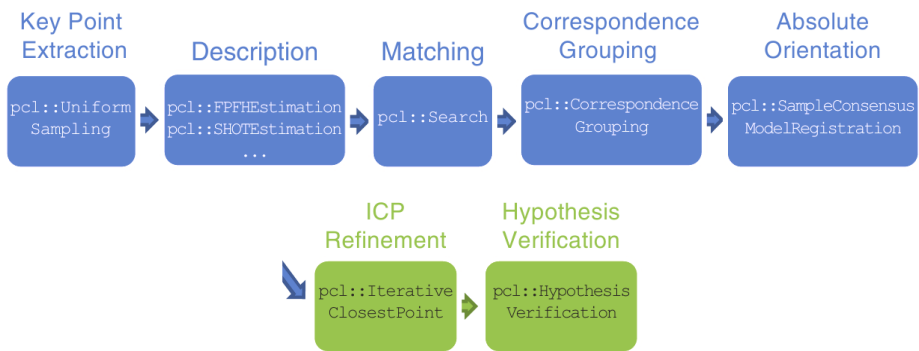 Key Point
Extraction
Description
Matching
Correspondence
Grouping
Absolute
Orientation
pcl::Uniform
Sampling
pcl::FPFHEstimation
pcl::SHOTEstimation
...
pcl::Search
pcl::Correspondence
Grouping
pcl::SampleConsensus
ModelRegistration
ICP
Refinement
Hypothesis
Verification
pcl::Iterative
ClosestPoint
pcl::Hypothesis
Verification